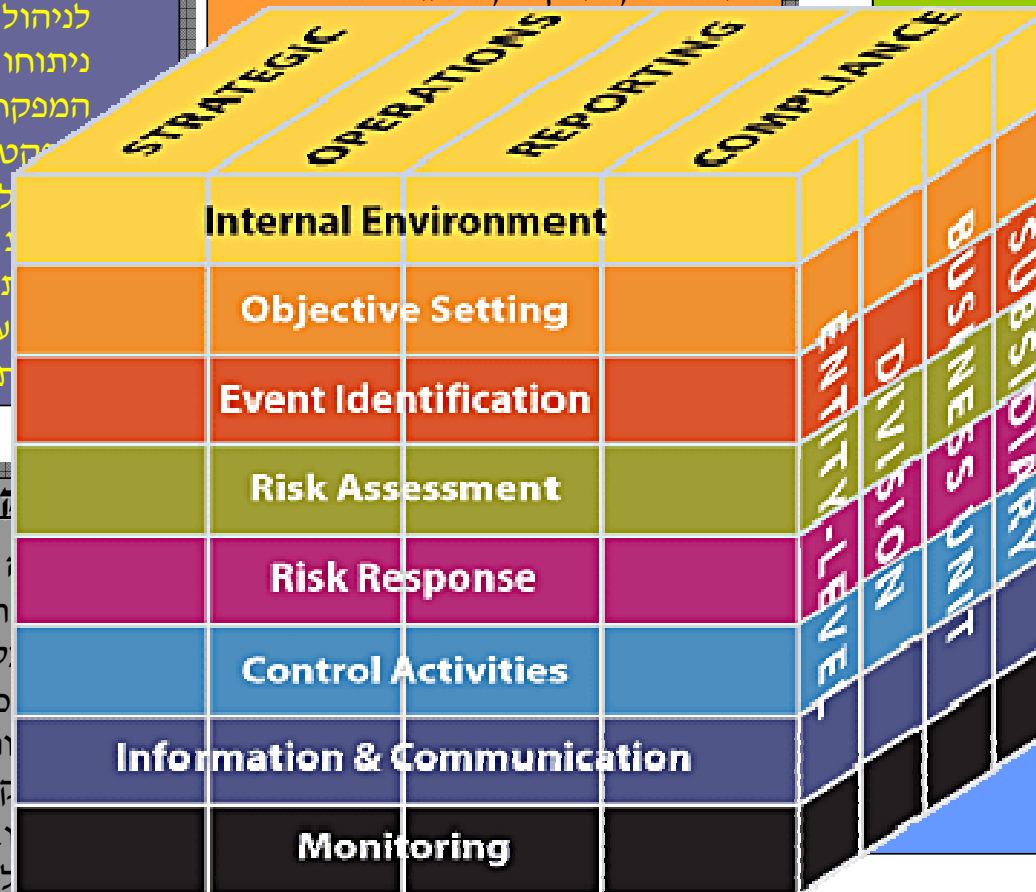 לניהול
ניתוחו
המפקח
STRATEGIC
OPERATIONS
REPORTING
COMPLIANCE
Internal Environment
Objective Setting
Event Identification
Risk Assessment
Risk Response
Control Activities
Information & Communication
Monitoring
ENTITY-LEVEL
DIVISION
BUSINESS UNIT
SUBSIDIARY